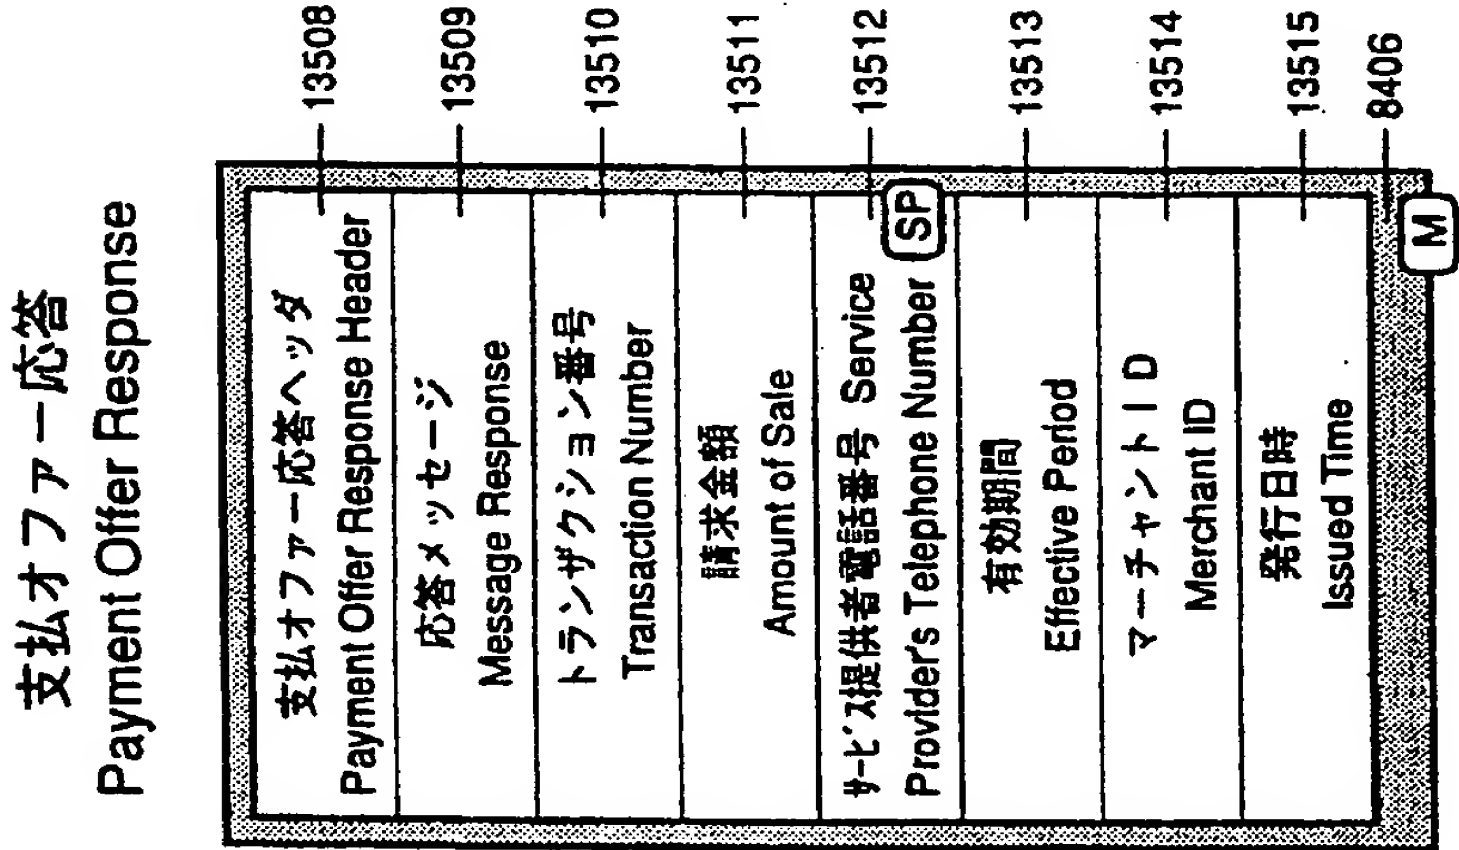 支払オファー応答
Payment Offer Response
支払オファー応答ヘッダ
Payment Offer Response Header
13508
応答メッセージ
Message Response
13509
トランザクション番号
Transaction Number
13510
請求金額
Amount of Sale
13511
サービス提供者電話番号 Service
Provider's Telephone Number
SP
13512
有効期間
Effective Period
13513
マーチャントID
Merchant ID
13514
発行日時
Issued Time
13515
8406
M